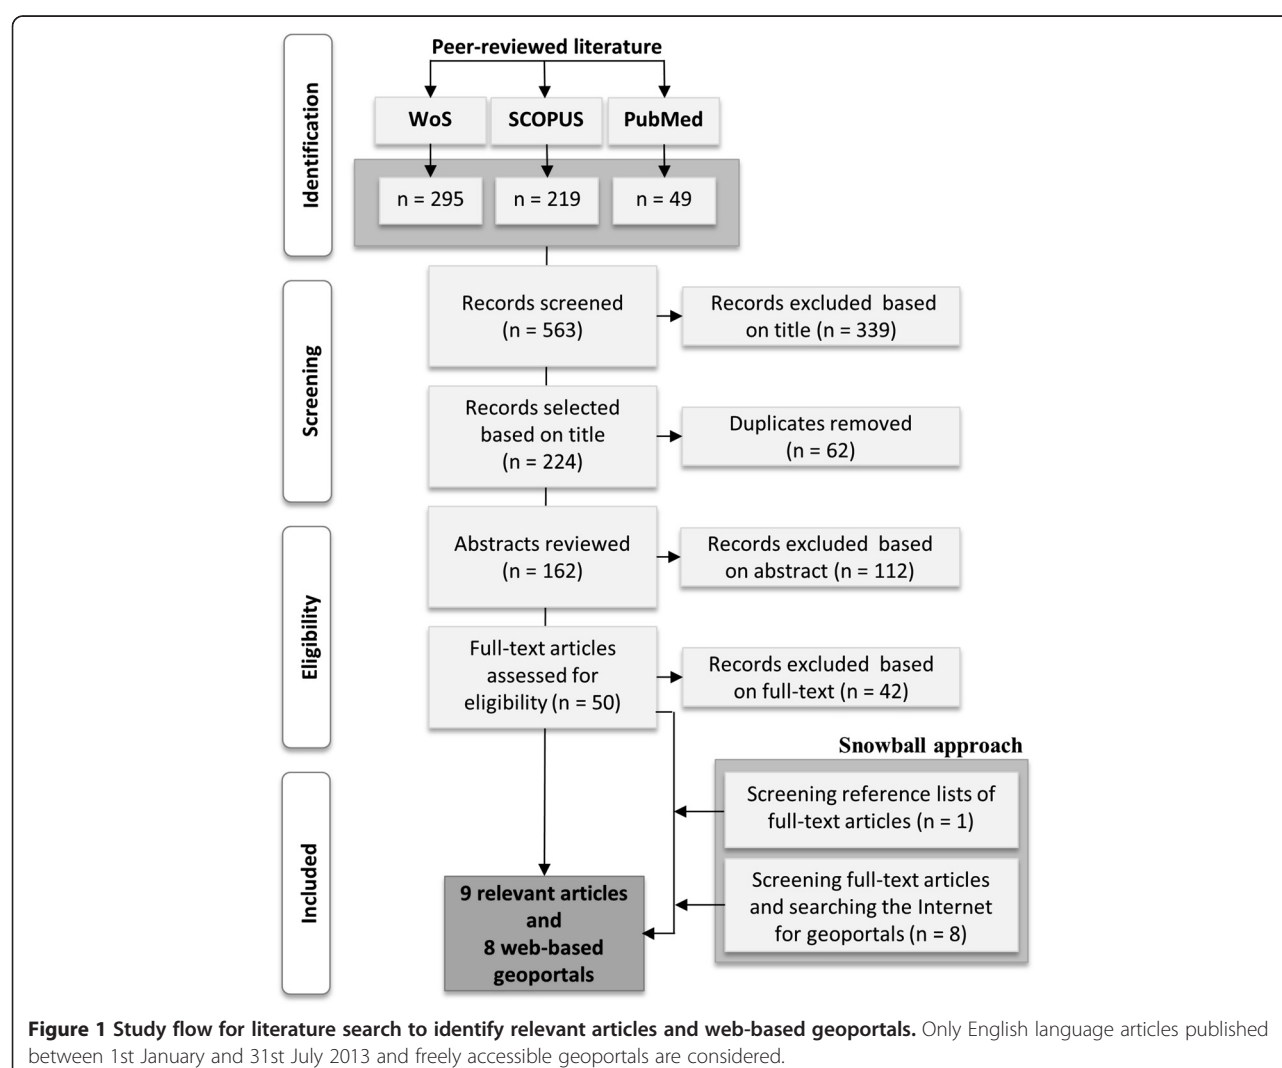 Peer-reviewed literature
WoS
SCOPUS
PubMed
Identification
n = 295
n = 219
n = 49
Screening
Records screened
(n = 563)
Records excluded based
on title (n = 339)
Records selected
based on title
(n = 224)
Duplicates removed
(n = 62)
Eligibility
Abstracts reviewed
(n = 162)
Records excluded based
on abstract (n = 112)
Full-text articles
assessed for
eligibility (n = 50)
Records excluded based
on full-text (n = 42)
Included
Snowball approach
Screening reference lists of
full-text articles (n = 1)
Screening full-text articles
and searching the Internet
for geoportals (n = 8)
9 relevant articles
and
8 web-based
geoportals
Figure 1 Study flow for literature search to identify relevant articles and web-based geoportals. Only English language articles published
between 1st January and 31st July 2013 and freely accessible geoportals are considered.